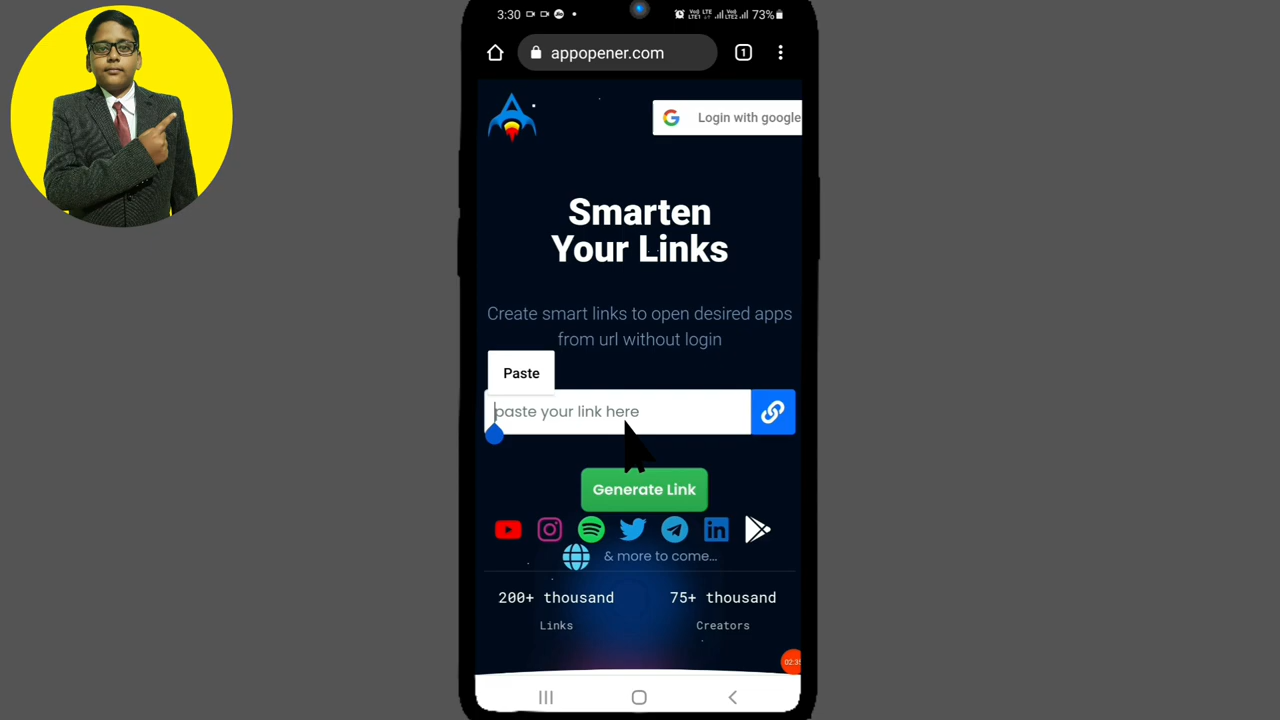 3:30
73%
appopener.com
1
Login with google
Smarten
Your Links
Create smart links to open desired apps
from url without login
Paste
paste your link here
Generate Link
& more to come...
200+ thousand
75+ thousand
Links
Creators